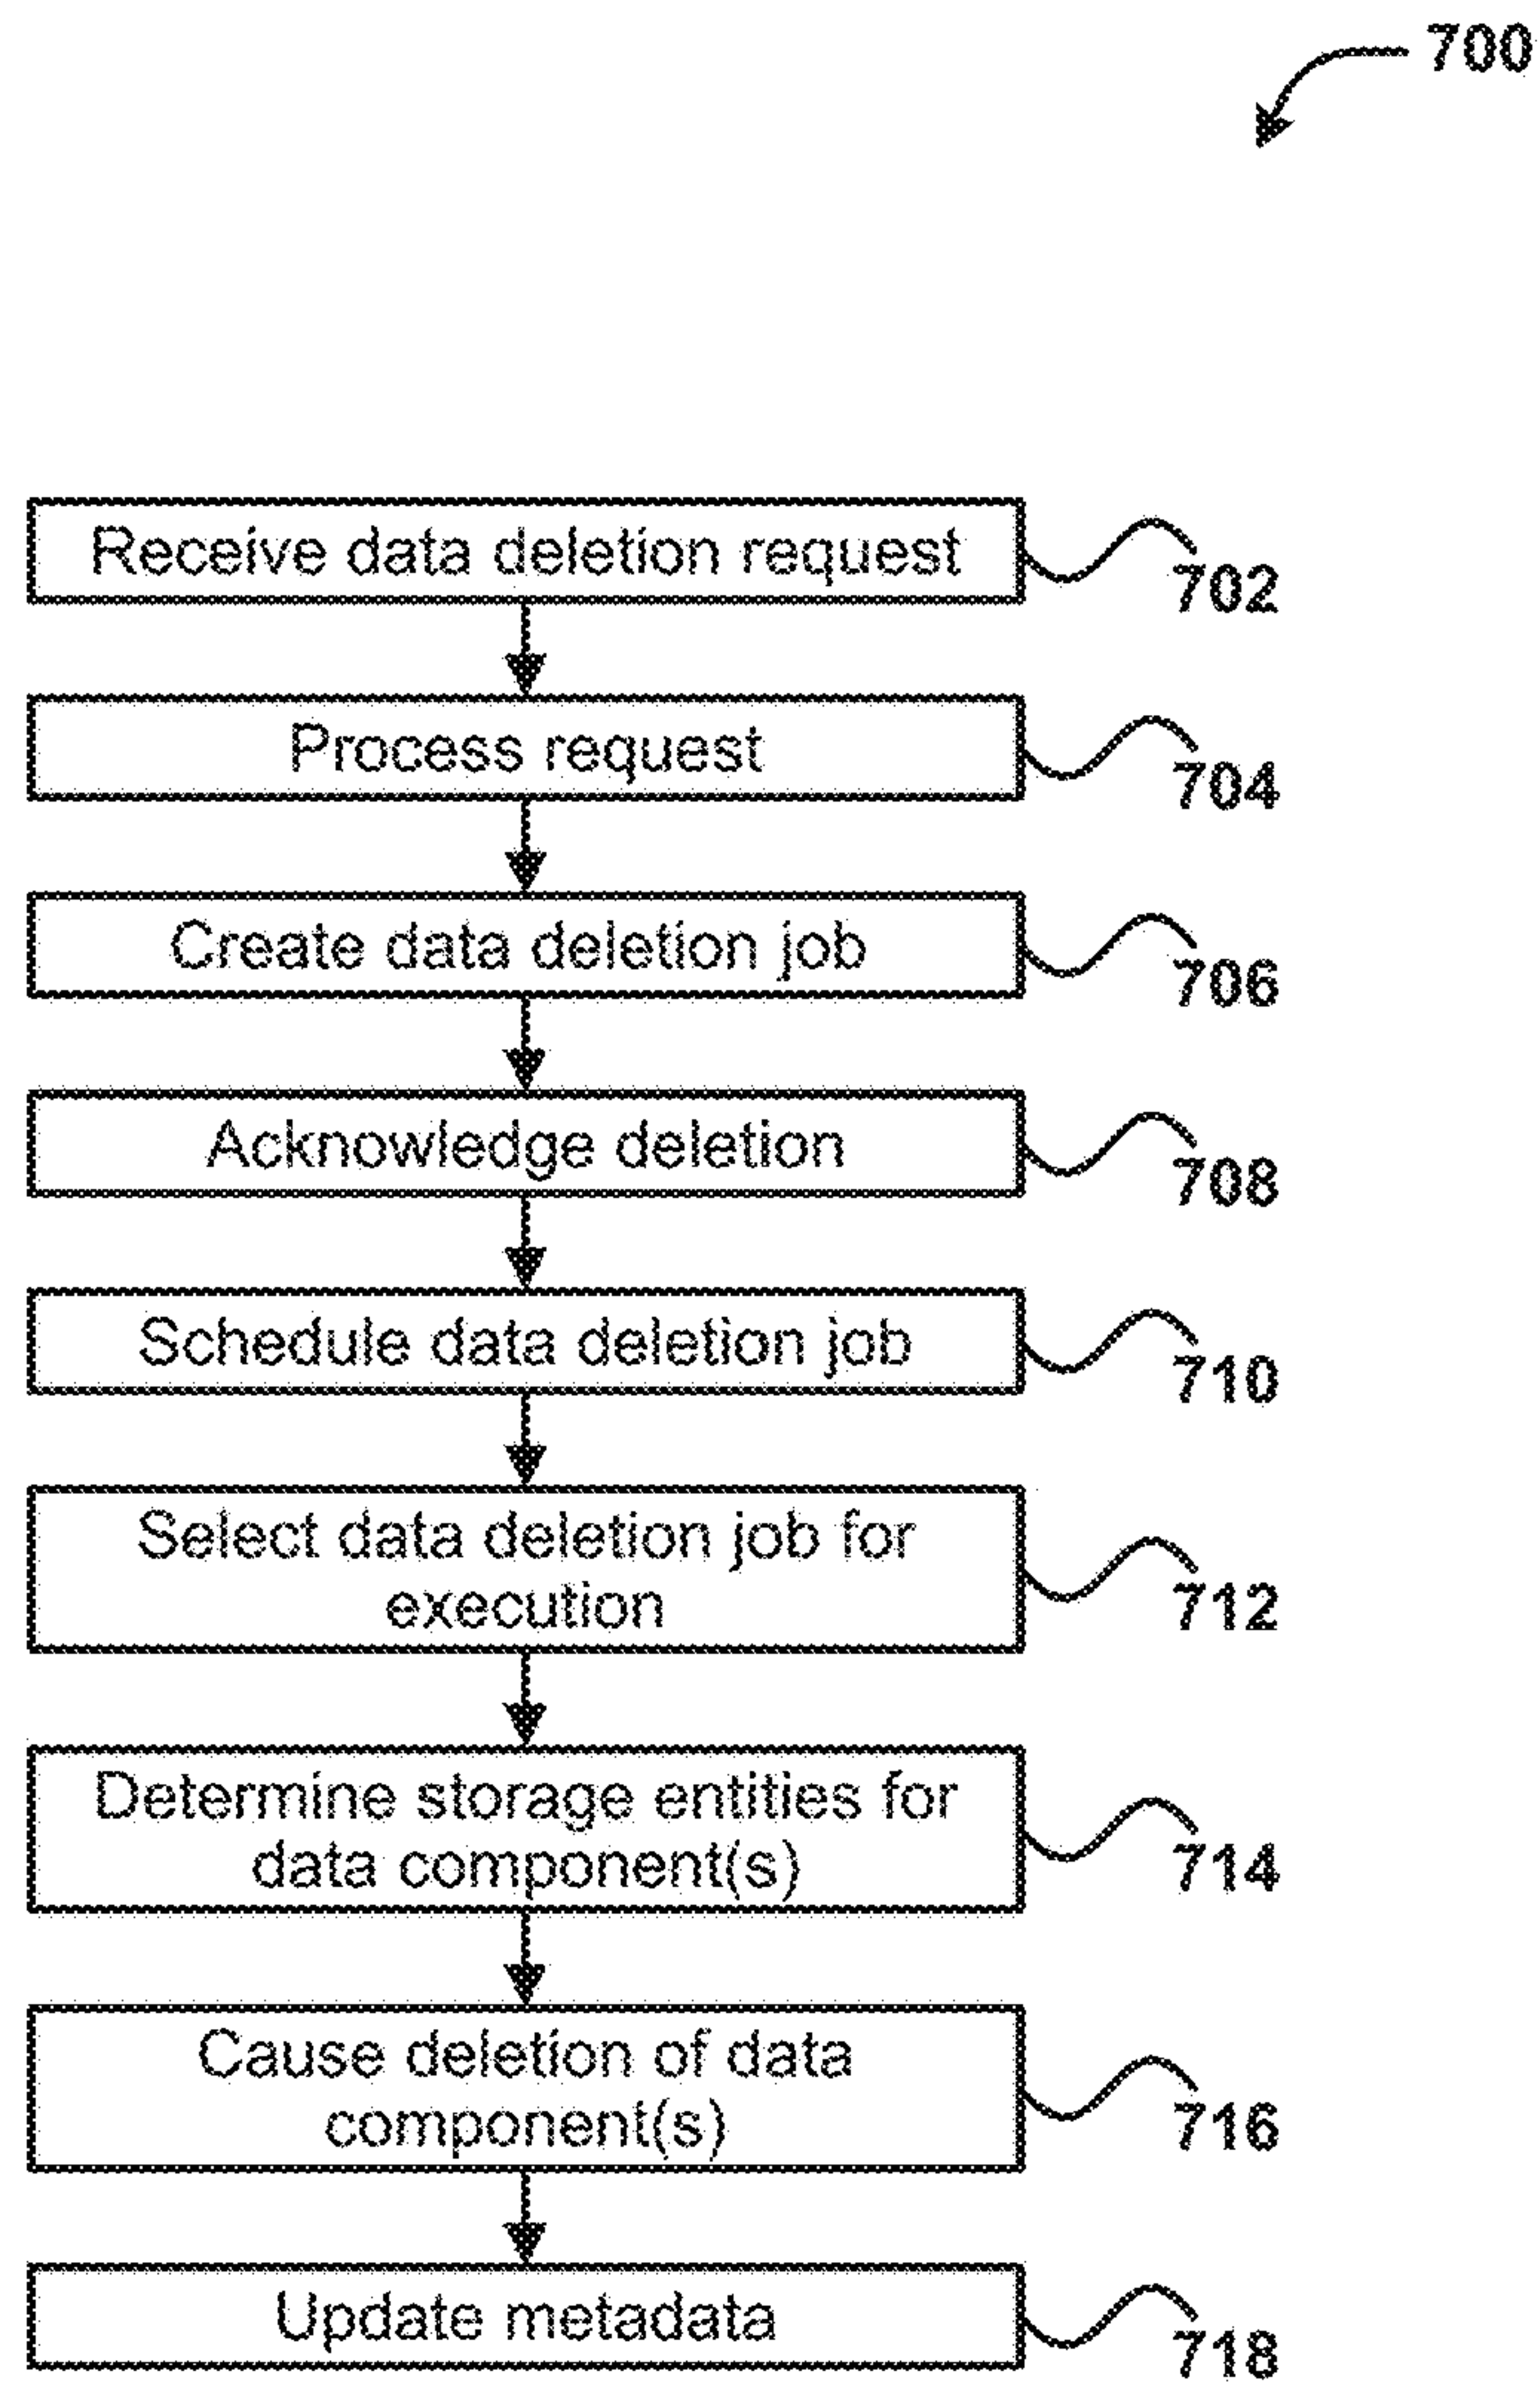 700
Receive data deletion request
702
Process request
704
Create data deletion job
706
Acknowledge deletion
708
Schedule data deletion job
710
Select data deletion job for
execution
712
Determine storage entities for
data component(s)
714
Cause deletion of data
component(s)
716
Update metadata
718